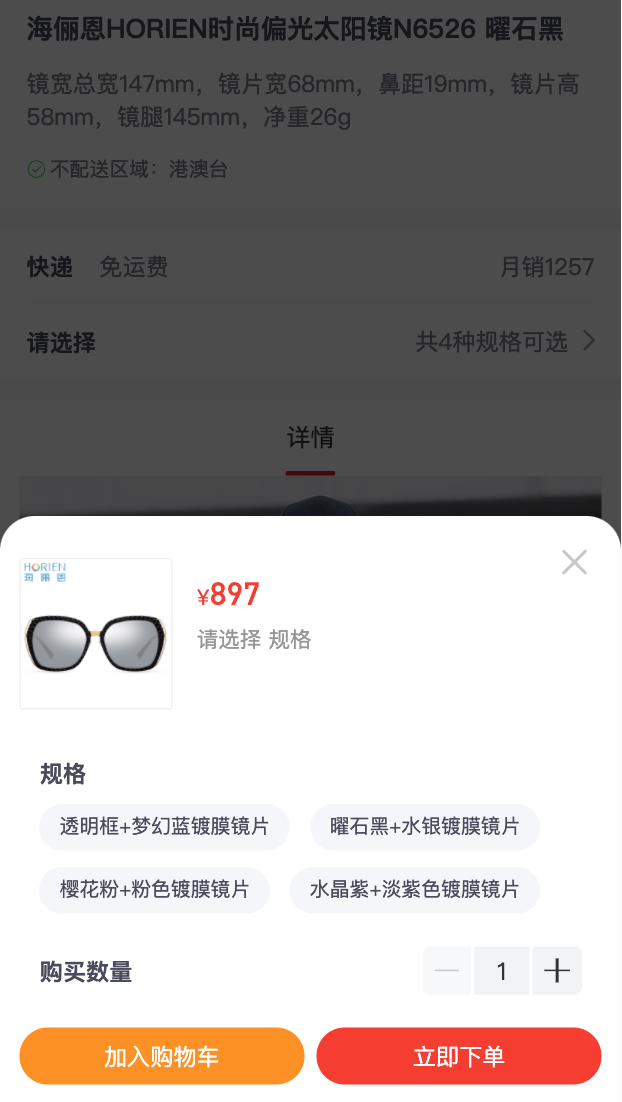 海俪恩HORIEN时尚偏光太阳镜N6526 曜石黑
镜宽总宽147mm，镜片宽68mm，鼻距19mm，镜片高
58mm，镜腿145mm，净重26g
不配送区域：港澳台
快递 免运费 月销1257
请选择 共4种规格可选
详情
HORIEN
海俪恩
¥897
请选择 规格
规格
透明框+梦幻蓝镀膜镜片 曜石黑+水银镀膜镜片
樱花粉+粉色镀膜镜片 水晶紫+淡紫色镀膜镜片
购买数量 1
加入购物车 立即下单